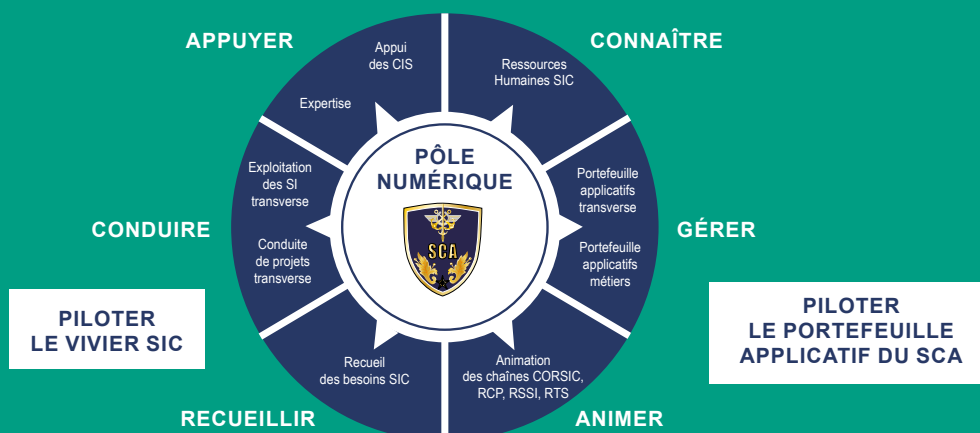 APPUYER
CONNAÎTRE
Appui
des CIS
Ressources
Humaines SIC
Expertise
PÔLE
NUMÉRIQUE
SCA
Exploitation
des SI
transverse
Portefeuille
applicatifs
transverse
CONDUIRE
GÉRER
Conduite
de projets
transverse
Portefeuille
applicatifs
métiers
PILOTER
LE VIVIER SIC
PILOTER
LE PORTEFEUILLE
APPLICATIF DU SCA
Recueil
des besoins SIC
Animation
des chaînes CORSIC,
RCP, RSSI, RTS
RECUEILLIR
ANIMER